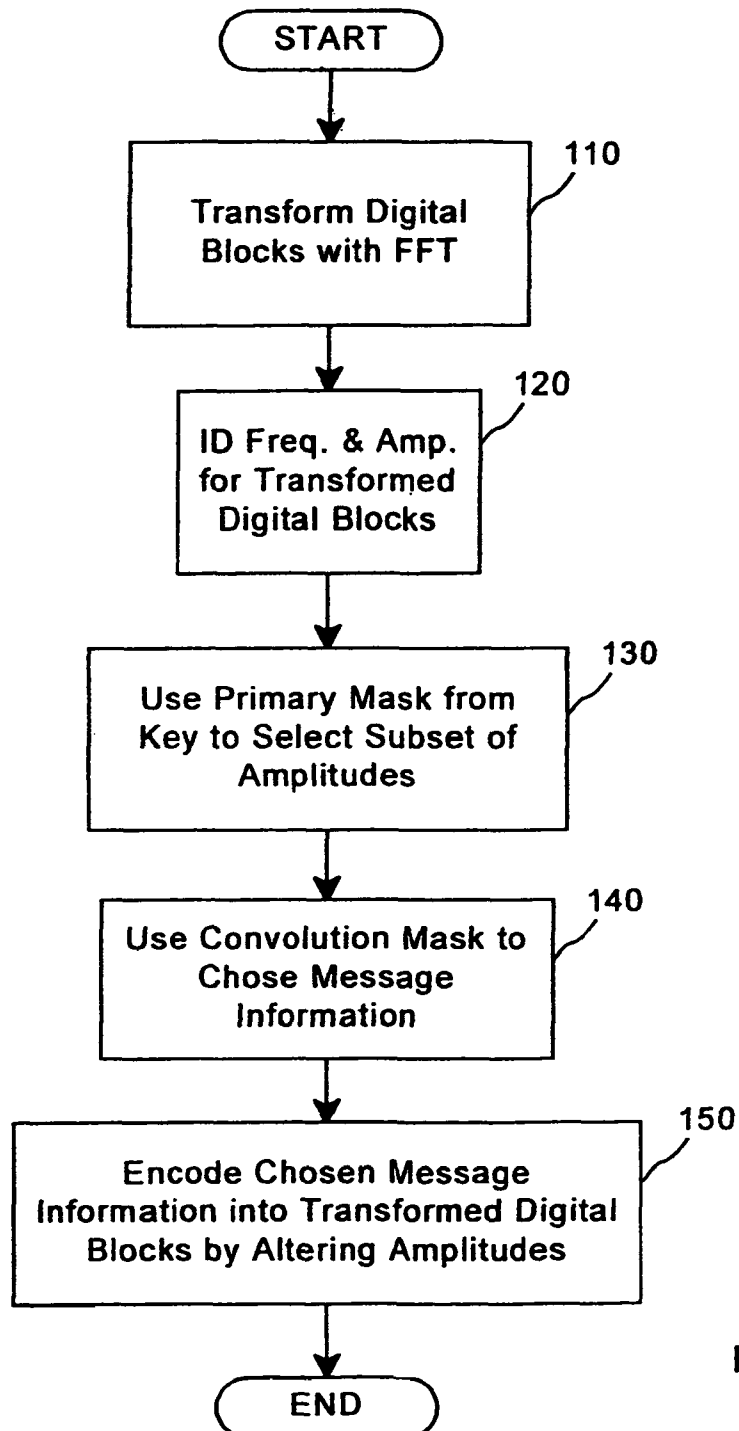 START
110
Transform Digital
Blocks with FFT
120
ID Freq. & Amp.
for Transformed
Digital Blocks
130
Use Primary Mask from
Key to Select Subset of
Amplitudes
140
Use Convolution Mask to
Chose Message
Information
150
Encode Chosen Message
Information into Transformed Digital
Blocks by Altering Amplitudes
END